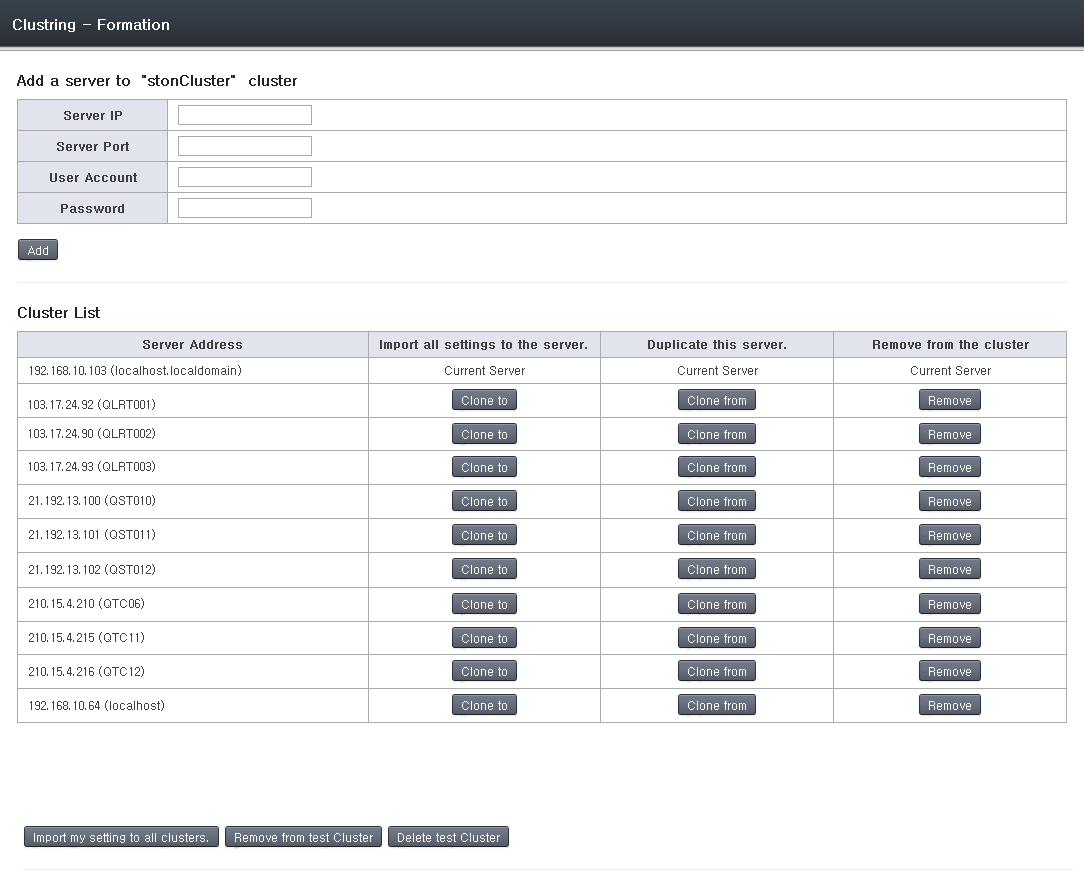 Clustring - Formation
Add a server to "stonCluster" cluster
Server IP
Server Port
User Account
Password
Add
Cluster List
Server Address Import all settings to the server. Duplicate this server. Remove from the cluster
192.168.10.103 (localhost.localdomain) Current Server Current Server Current Server
103.17.24.92 (QLRT001) Clone to Clone from Remove
103.17.24.90 (QLRT002) Clone to Clone from Remove
103.17.24.93 (QLRT003) Clone to Clone from Remove
21.192.13.100 (QST010) Clone to Clone from Remove
21.192.13.101 (QST011) Clone to Clone from Remove
21.192.13.102 (QST012) Clone to Clone from Remove
210.15.4.210 (QTC06) Clone to Clone from Remove
210.15.4.215 (QTC11) Clone to Clone from Remove
210.15.4.216 (QTC12) Clone to Clone from Remove
192.168.10.64 (localhost) Clone to Clone from Remove
Import my setting to all clusters. Remove from test Cluster Delete test Cluster